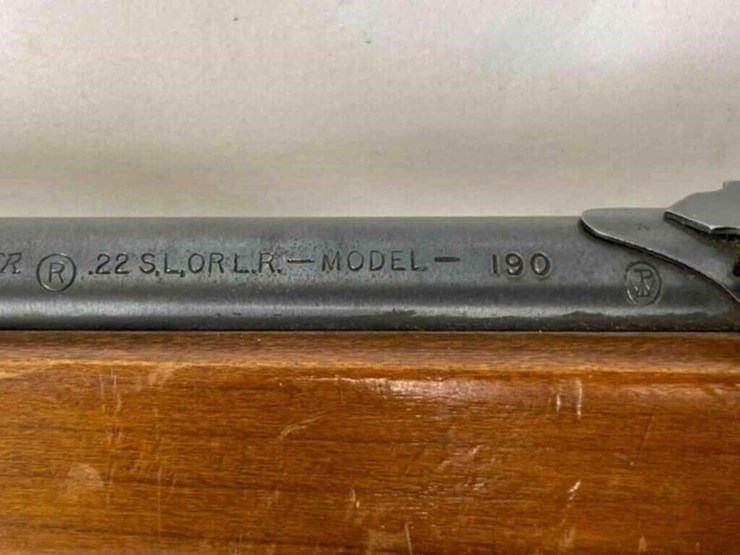 R ® .22 S,L,OR L.R.—MODEL— 190